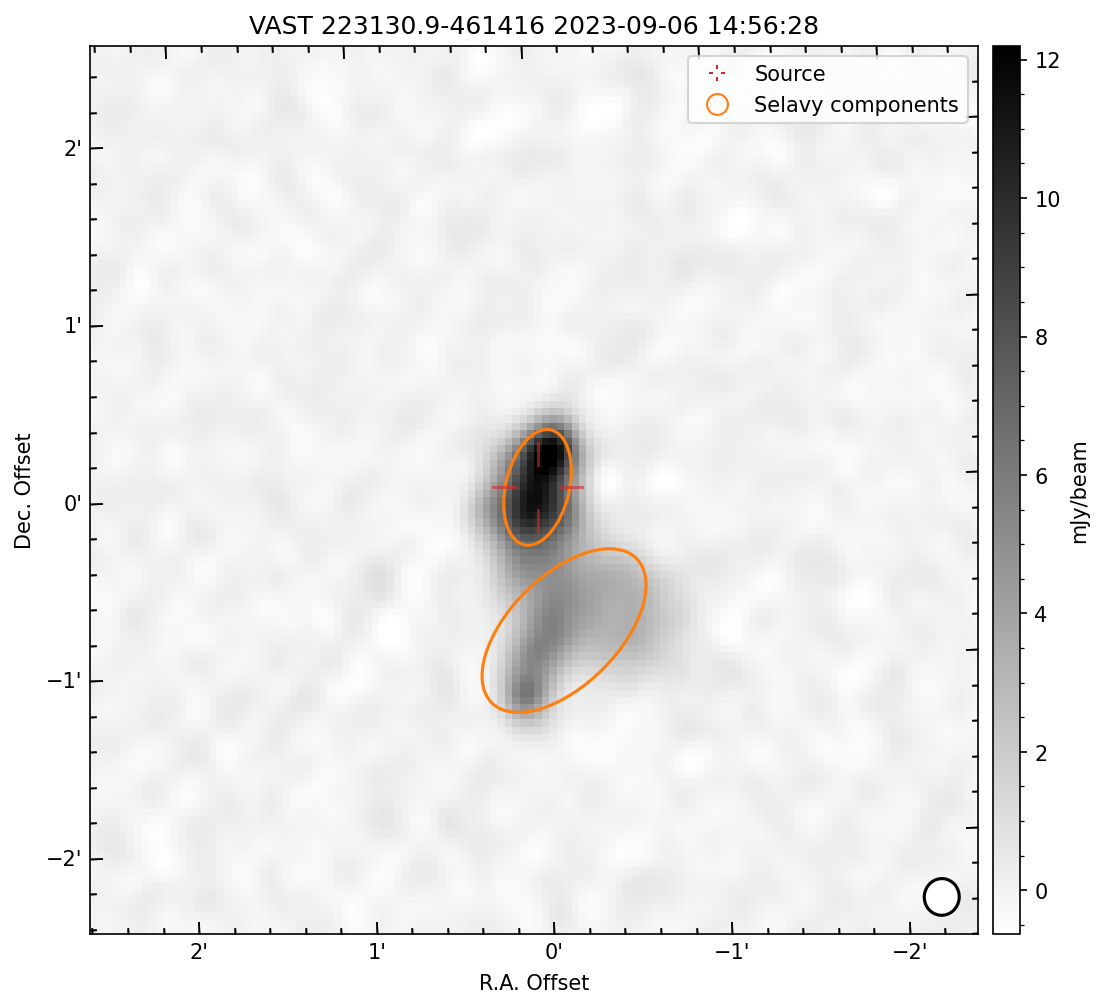 VAST 223130.9-461416 2023-09-06 14:56:28
Source
Selavy components
12
10
8
6
4
2
0
mJy/beam
2'
1'
0'
−1'
−2'
Dec. Offset
2'
1'
0'
−1'
−2'
R.A. Offset